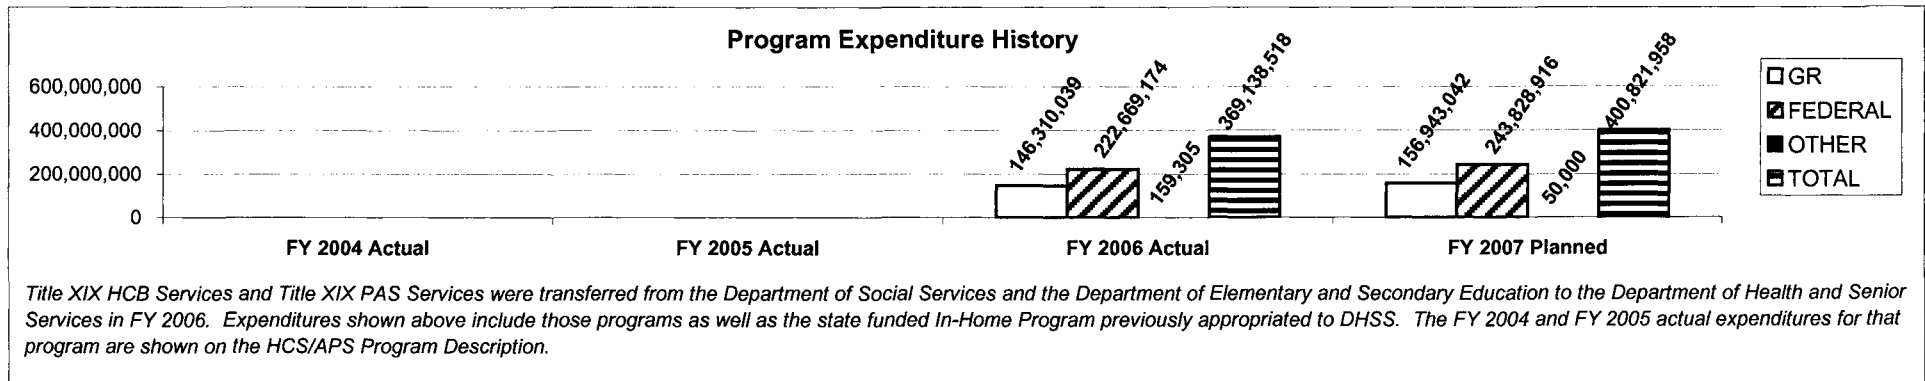 Program Expenditure History
600,000,000
400,000,000
200,000,000
0
146,310,039
222,669,174
159,305
369,138,518
156,943,042
243,828,916
50,000
400,821,958
GR
FEDERAL
OTHER
TOTAL
FY 2004 Actual
FY 2005 Actual
FY 2006 Actual
FY 2007 Planned
Title XIX HCB Services and Title XIX PAS Services were transferred from the Department of Social Services and the Department of Elementary and Secondary Education to the Department of Health and Senior
Services in FY 2006. Expenditures shown above include those programs as well as the state funded In-Home Program previously appropriated to DHSS. The FY 2004 and FY 2005 actual expenditures for that
program are shown on the HCS/APS Program Description.